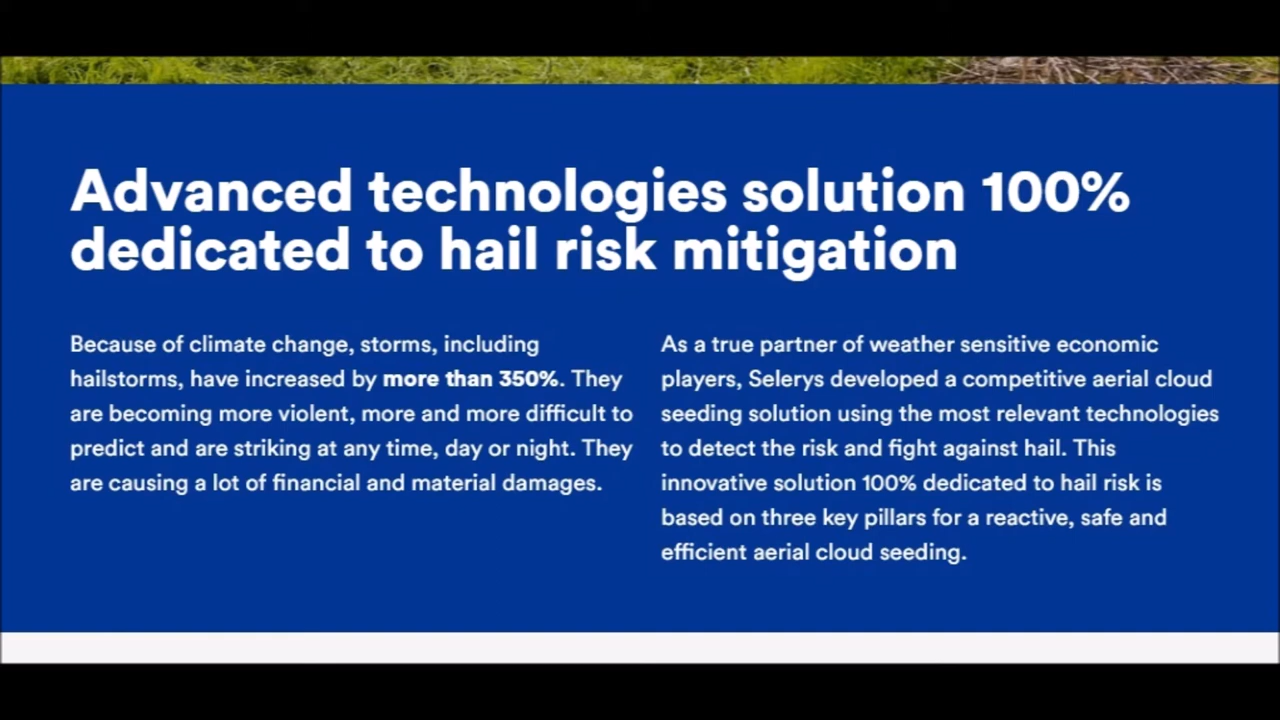 Advanced technologies solution 100%
dedicated to hail risk mitigation
Because of climate change, storms, including
hailstorms, have increased by more than 350%. They
are becoming more violent, more and more difficult to
predict and are striking at any time, day or night. They
are causing a lot of financial and material damages.
As a true partner of weather sensitive economic
players, Selerys developed a competitive aerial cloud
seeding solution using the most relevant technologies
to detect the risk and fight against hail. This
innovative solution 100% dedicated to hail risk is
based on three key pillars for a reactive, safe and
efficient aerial cloud seeding.